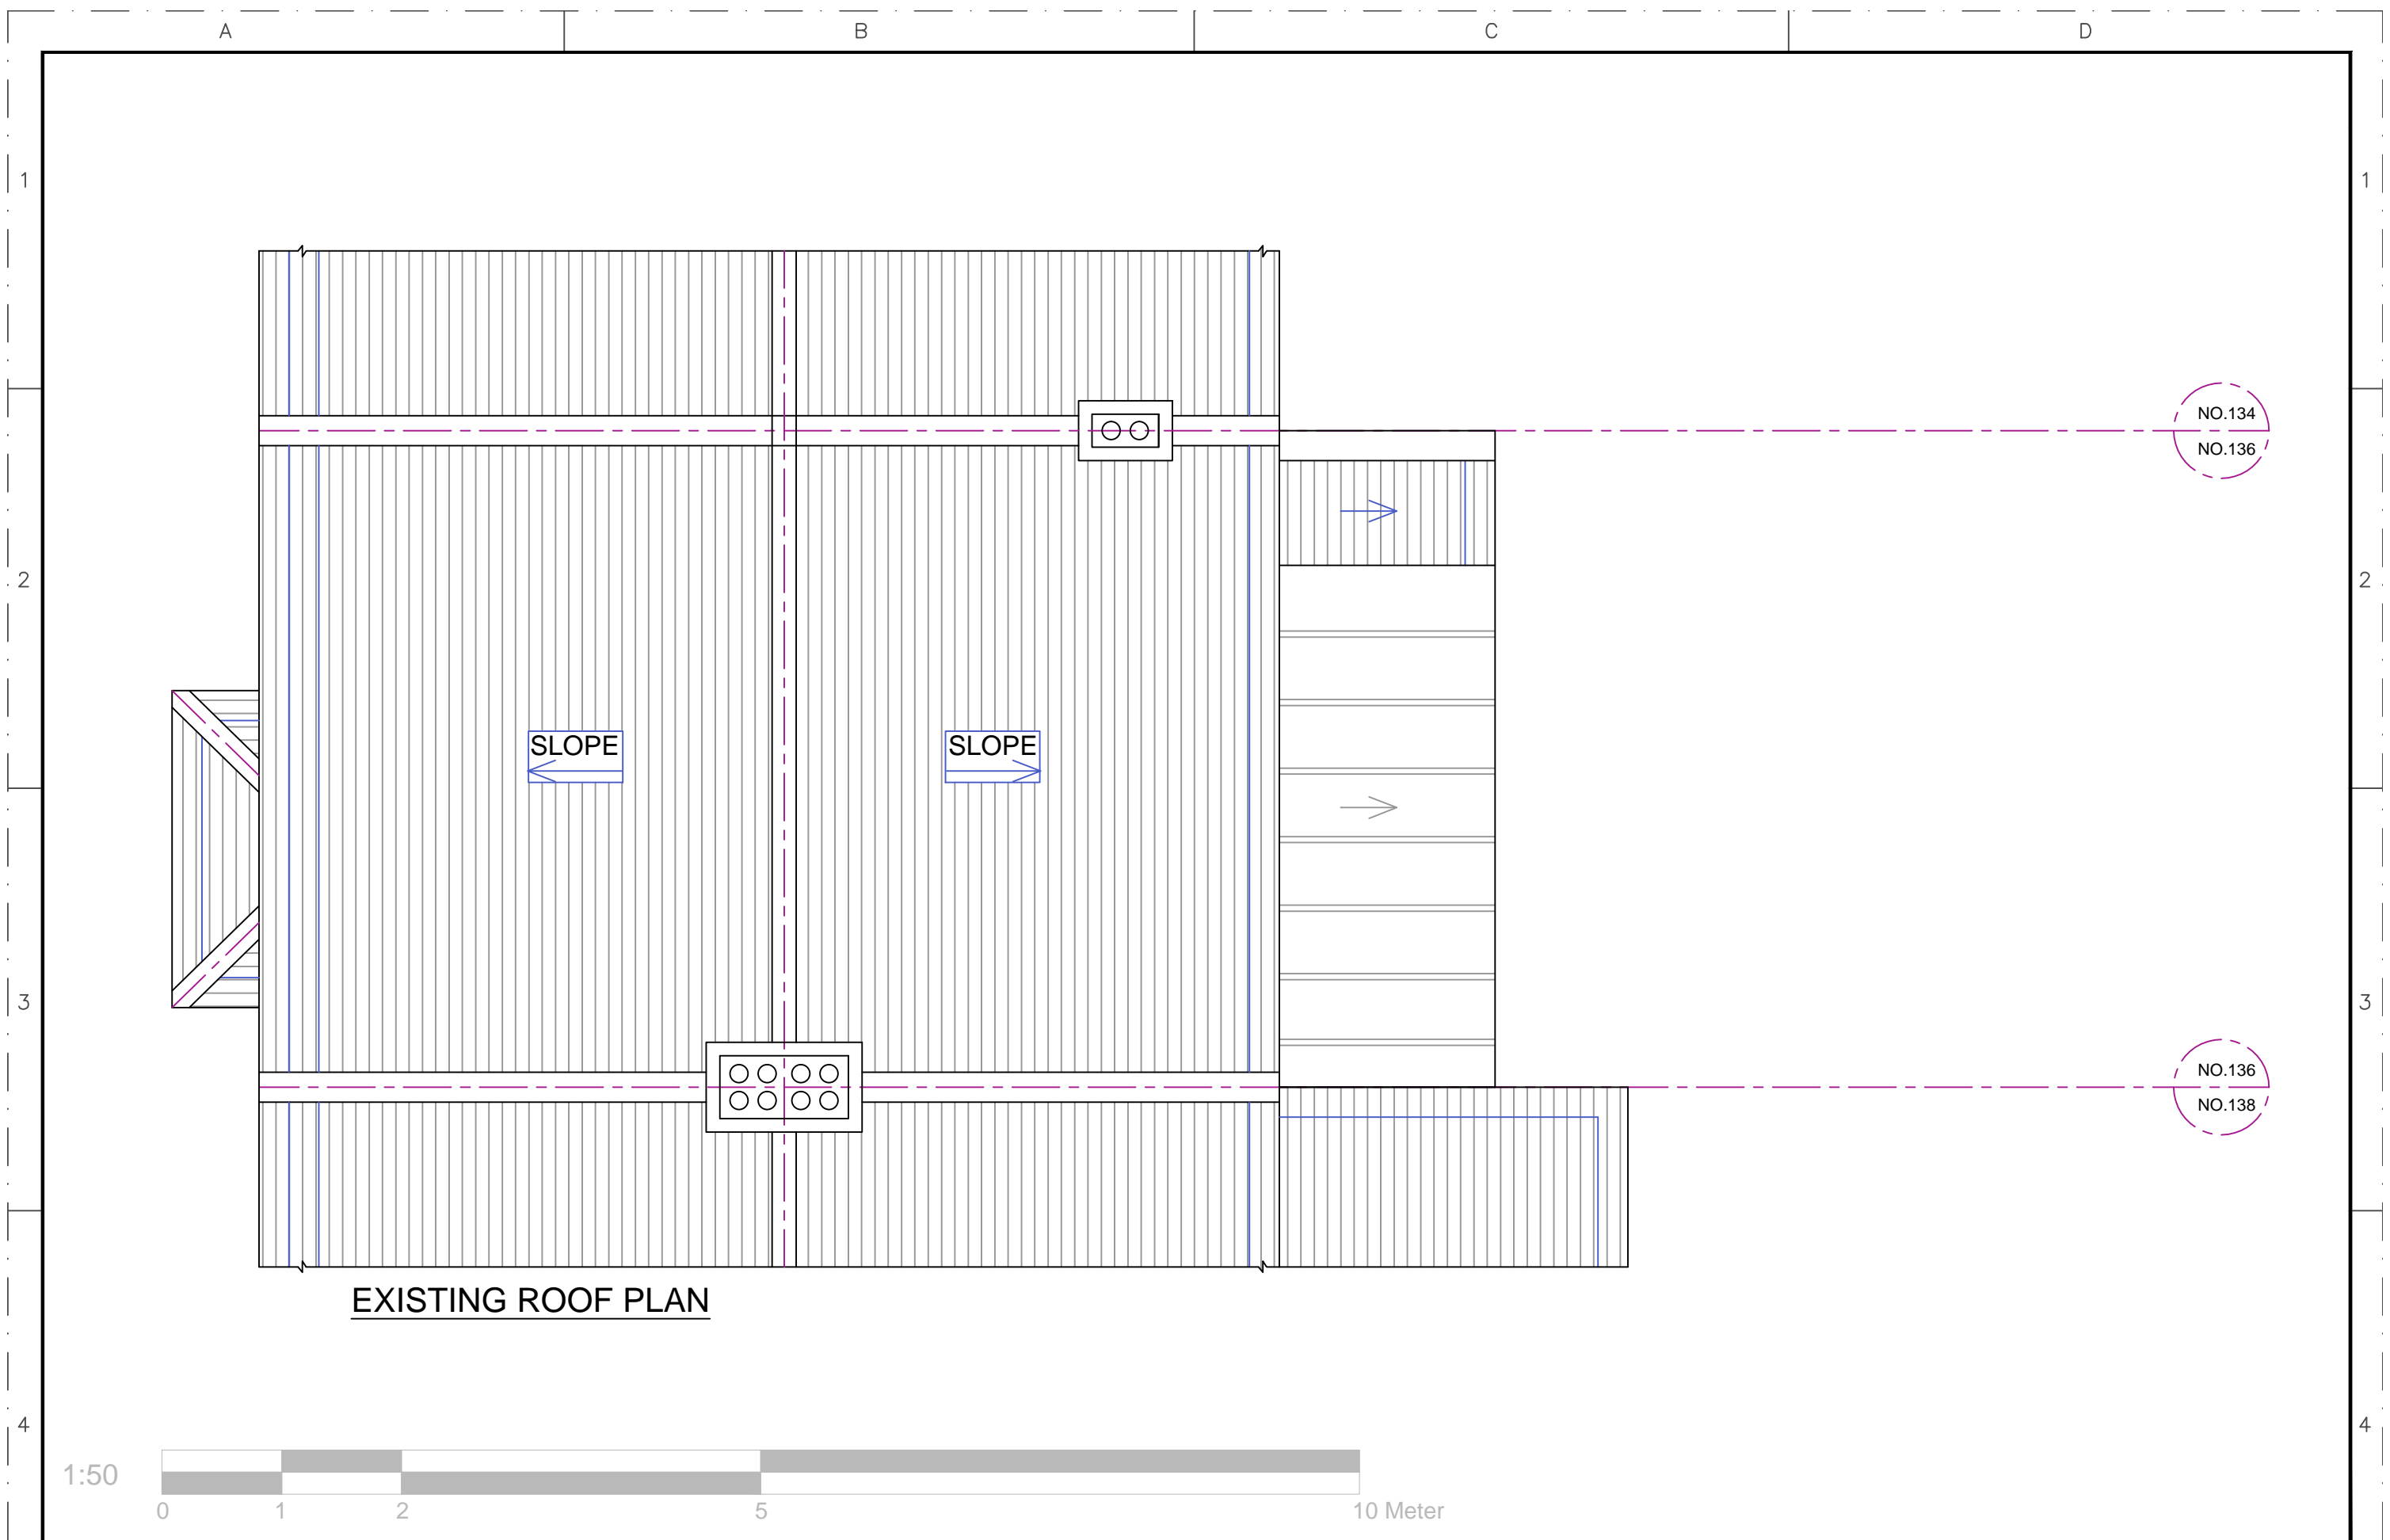 A B C D
1 1
NO.134
NO.136
2 2
SLOPE SLOPE
3 3
NO.136
NO.138
EXISTING ROOF PLAN
4 4
1:50
0 1 2 5 10 Meter